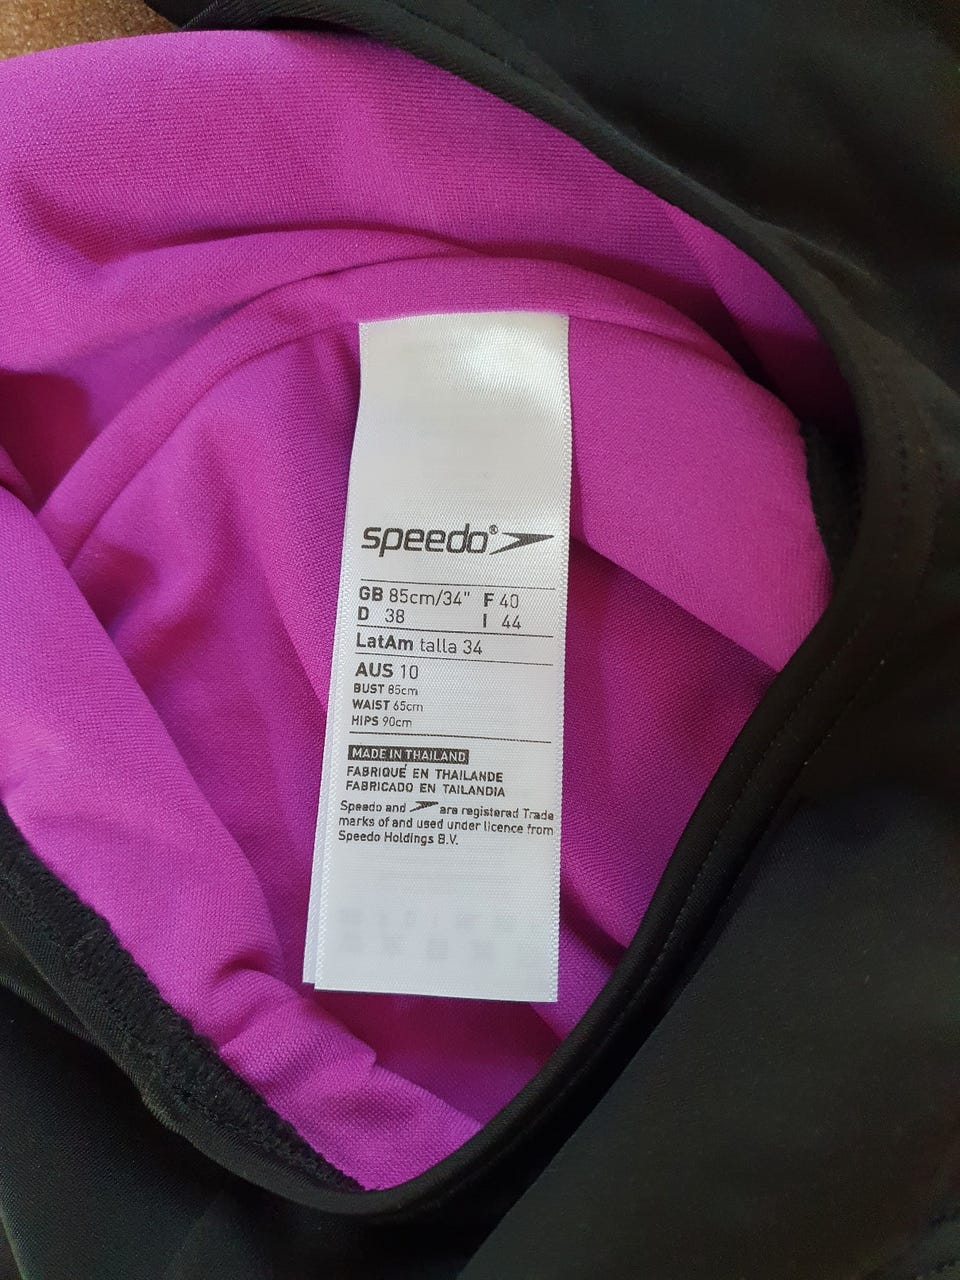 speedo®
GB 85cm/34" F 40
D 38 I 44
LatAm talla 34
AUS 10
BUST 85cm
WAIST 65cm
HIPS 90cm
MADE IN THAILAND
FABRIQUÉ EN THAILANDE
FABRICADO EN TAILANDIA
Speedo and are registered Trade
marks of and used under licence from
Speedo Holdings B.V.